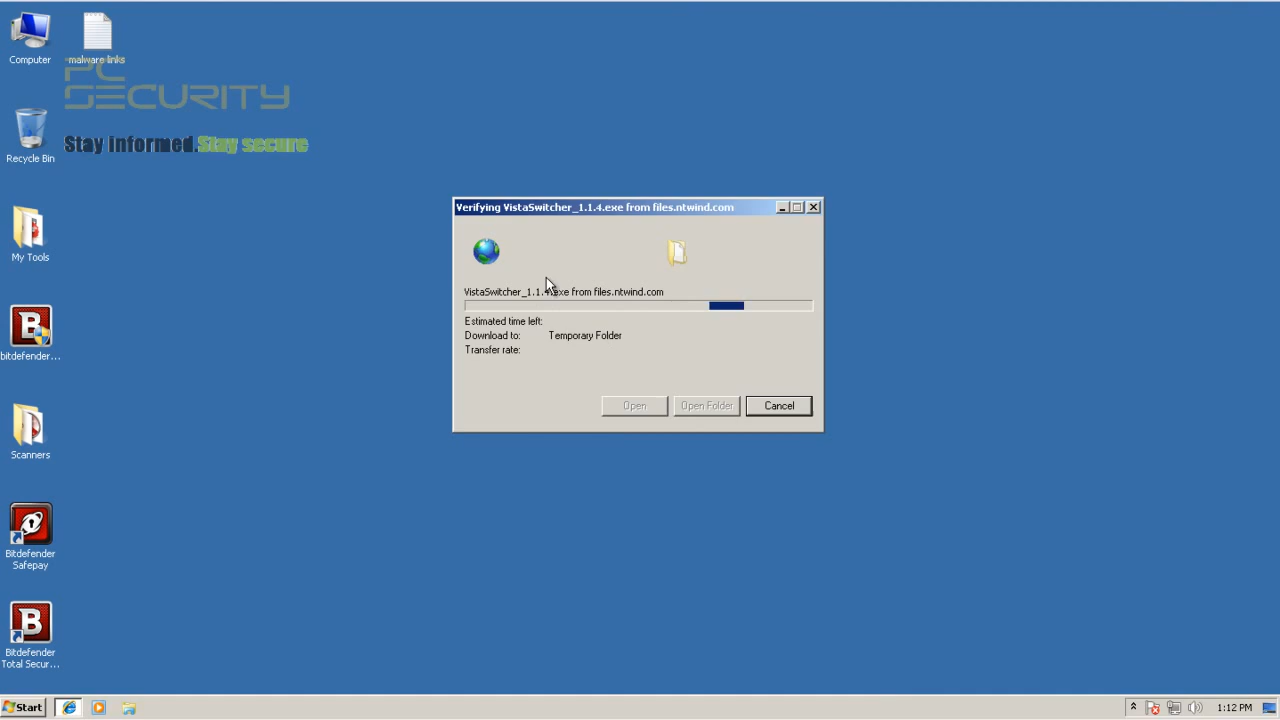 Computer
malware links
PC
SECURITY
Stay informed.Stay secure
Recycle Bin
My Tools
bitdefender...
Scanners
Bitdefender
Safepay
Bitdefender
Total Secur...
Verifying VistaSwitcher_1.1.4.exe from files.ntwind.com
VistaSwitcher_1.1.4.exe from files.ntwind.com
Estimated time left:
Download to: Temporary Folder
Transfer rate:
Open Open Folder Cancel
Start
1:12 PM